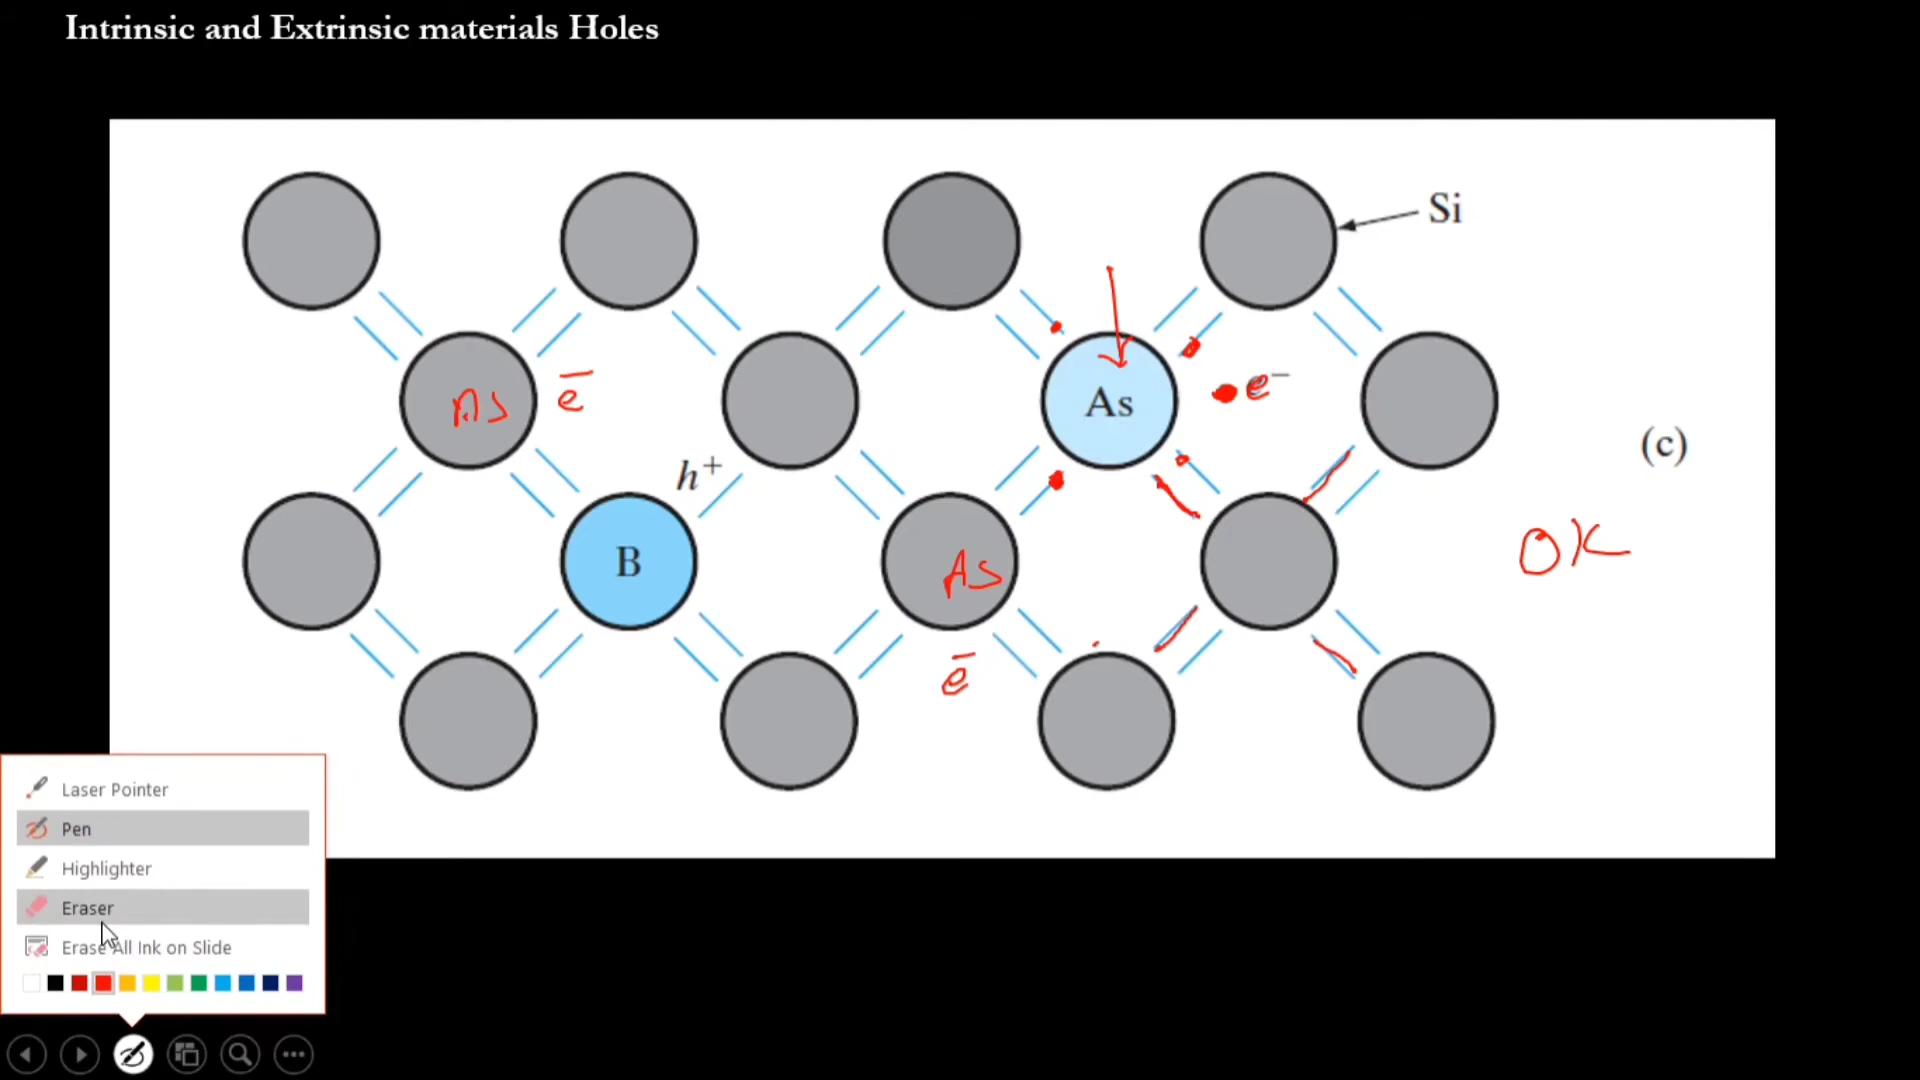 Intrinsic and Extrinsic materials Holes
Si
As
e⁻
As
e⁻
(c)
h⁺
B
As
OK
e⁻
Laser Pointer
Pen
Highlighter
Eraser
Erase All Ink on Slide